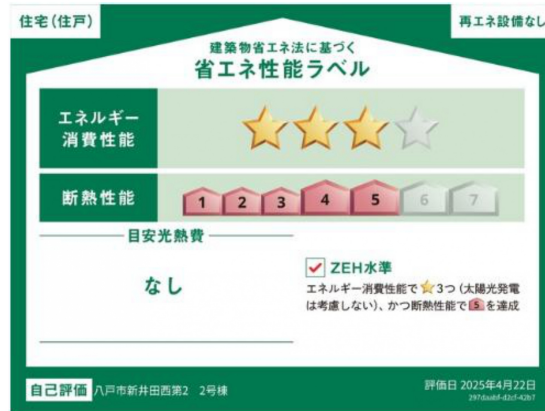 住宅(住戸)
再エネ設備なし
建築物省エネ法に基づく
省エネ性能ラベル
エネルギー
消費性能
断熱性能
1 2 3 4 5 6 7
目安光熱費
なし
ZEH水準
エネルギー消費性能で 3つ(太陽光発電
は考慮しない)、かつ断熱性能で 5 を達成
自己評価 八戸市新井田西第2 2号棟
評価日 2025年4月22日
297daabf-d2cf-42b7